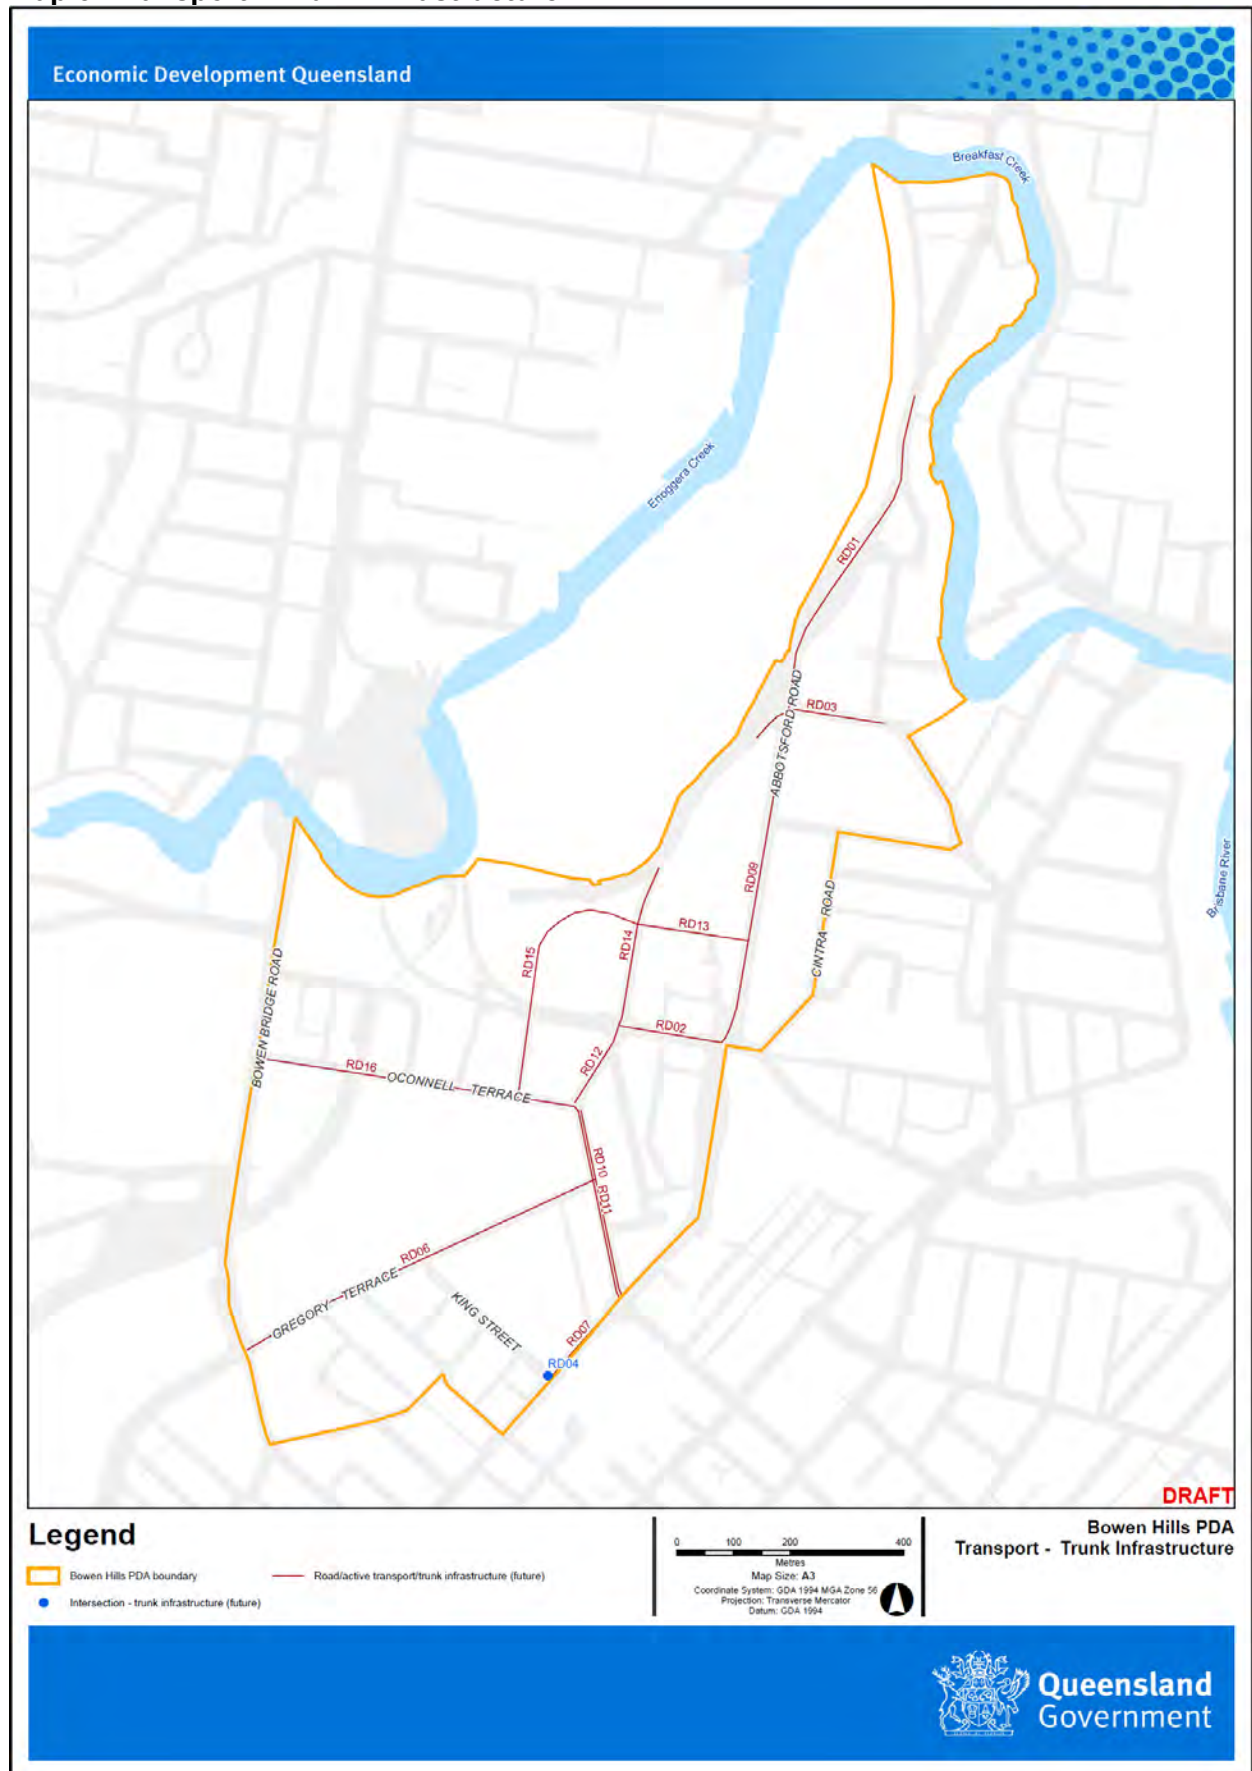 Economic Development Queensland
Breakfast Creek
Enoggera Creek
RD01
ABBOTSFORD ROAD
RD03
RD09
CINTRA ROAD
Brisbane River
RD13
RD14
RD15
RD02
RD12
BOWEN BRIDGE ROAD
RD16
OCONNELL TERRACE
RD10
RD11
RD06
GREGORY TERRACE
KING STREET
RD07
RD04
DRAFT
Legend
Bowen Hills PDA boundary
Road/active transport/trunk infrastructure (future)
Intersection - trunk infrastructure (future)
0 100 200 400
Metres
Map Size: A3
Coordinate System: GDA 1994 MGA Zone 56
Projection: Transverse Mercator
Datum: GDA 1994
Bowen Hills PDA
Transport - Trunk Infrastructure
Queensland
Government